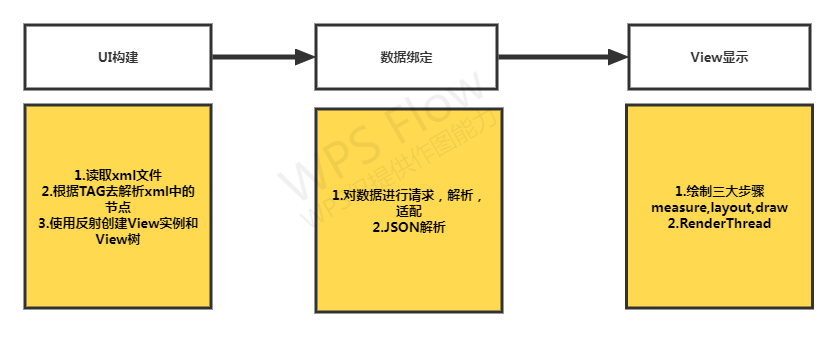 UI构建
数据绑定
View显示
1.读取xml文件
2.根据TAG去解析xml中的
节点
3.使用反射创建View实例和
View树
1.对数据进行请求，解析，
适配
2.JSON解析
1.绘制三大步骤
measure,layout,draw
2.RenderThread
WPS Flow
WPS提供作图能力